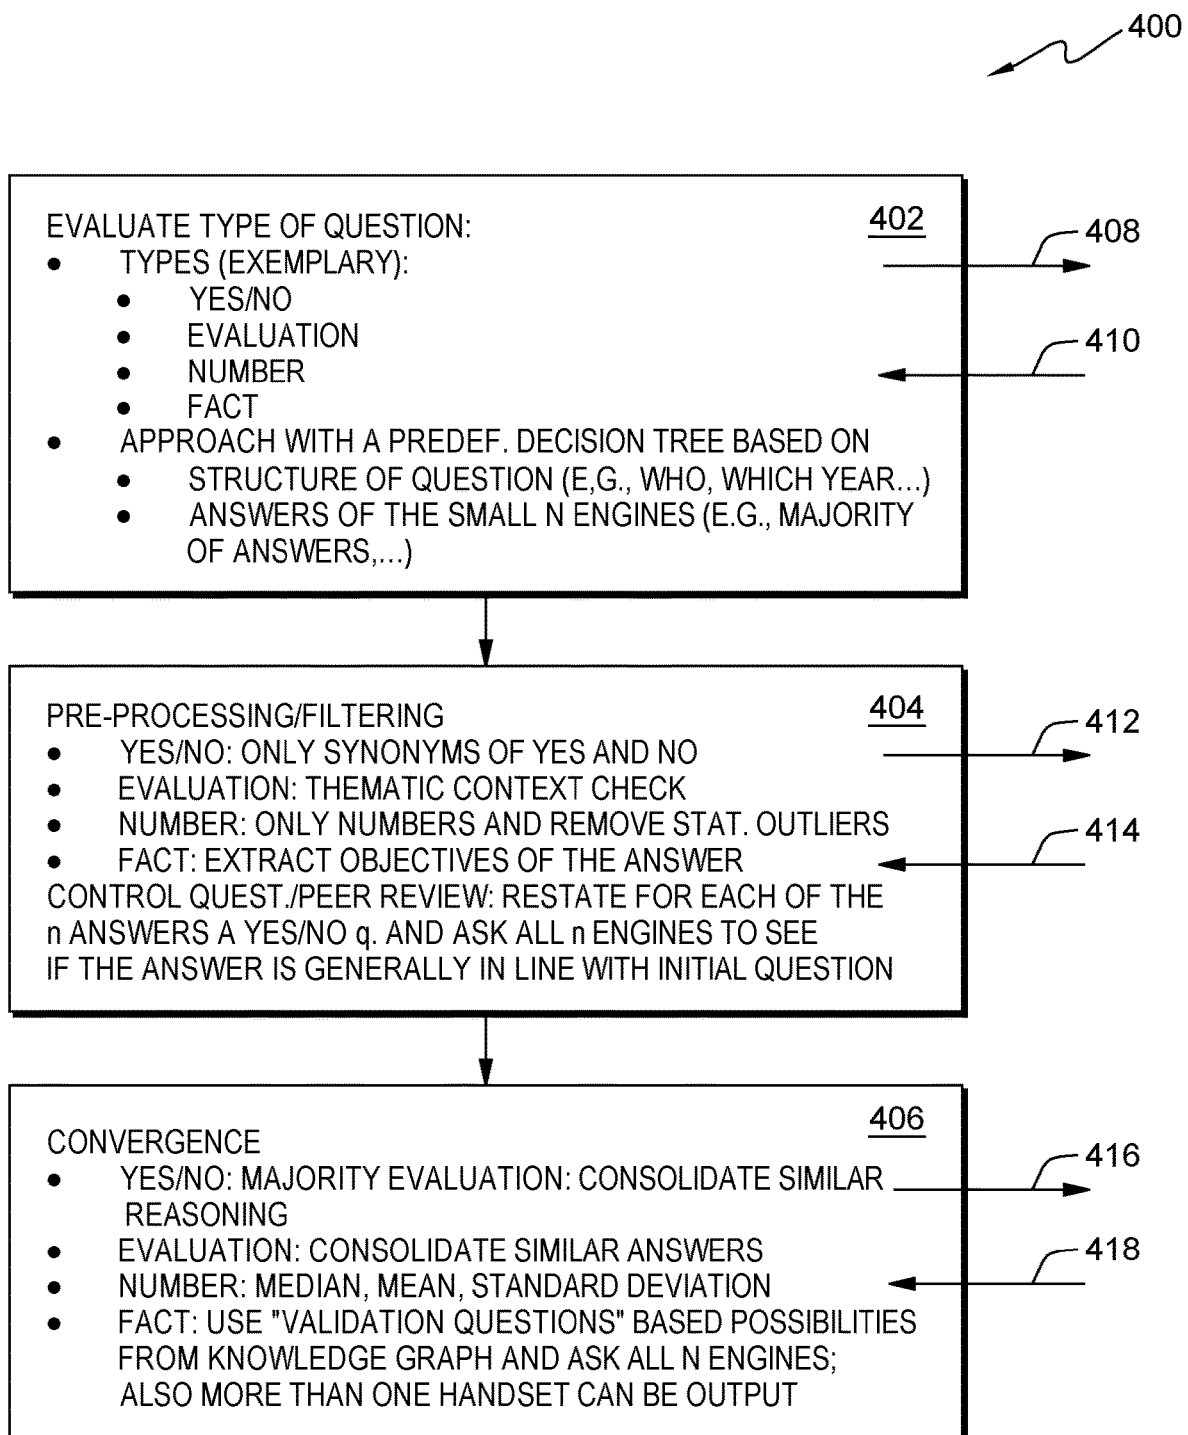 400
EVALUATE TYPE OF QUESTION:
402
• TYPES (EXEMPLARY):
408
• YES/NO
• EVALUATION
410
• NUMBER
• FACT
• APPROACH WITH A PREDEF. DECISION TREE BASED ON
• STRUCTURE OF QUESTION (E,G., WHO, WHICH YEAR...)
• ANSWERS OF THE SMALL N ENGINES (E.G., MAJORITY
OF ANSWERS,...)
PRE-PROCESSING/FILTERING
404
412
• YES/NO: ONLY SYNONYMS OF YES AND NO
• EVALUATION: THEMATIC CONTEXT CHECK
• NUMBER: ONLY NUMBERS AND REMOVE STAT. OUTLIERS
414
• FACT: EXTRACT OBJECTIVES OF THE ANSWER
CONTROL QUEST./PEER REVIEW: RESTATE FOR EACH OF THE
n ANSWERS A YES/NO q. AND ASK ALL n ENGINES TO SEE
IF THE ANSWER IS GENERALLY IN LINE WITH INITIAL QUESTION
CONVERGENCE
406
416
• YES/NO: MAJORITY EVALUATION: CONSOLIDATE SIMILAR
REASONING
• EVALUATION: CONSOLIDATE SIMILAR ANSWERS
418
• NUMBER: MEDIAN, MEAN, STANDARD DEVIATION
• FACT: USE "VALIDATION QUESTIONS" BASED POSSIBILITIES
FROM KNOWLEDGE GRAPH AND ASK ALL N ENGINES;
ALSO MORE THAN ONE HANDSET CAN BE OUTPUT